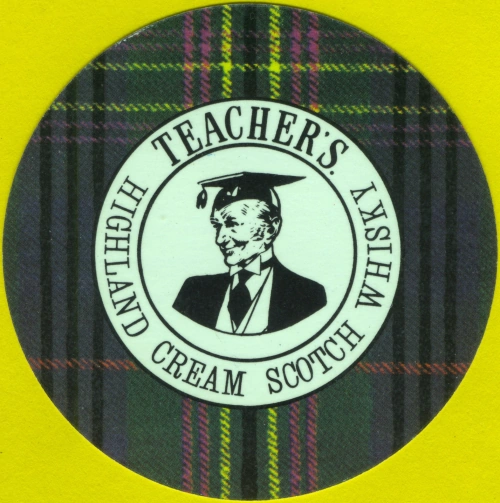 TEACHER'S.
HIGHLAND CREAM SCOTCH WHISKY